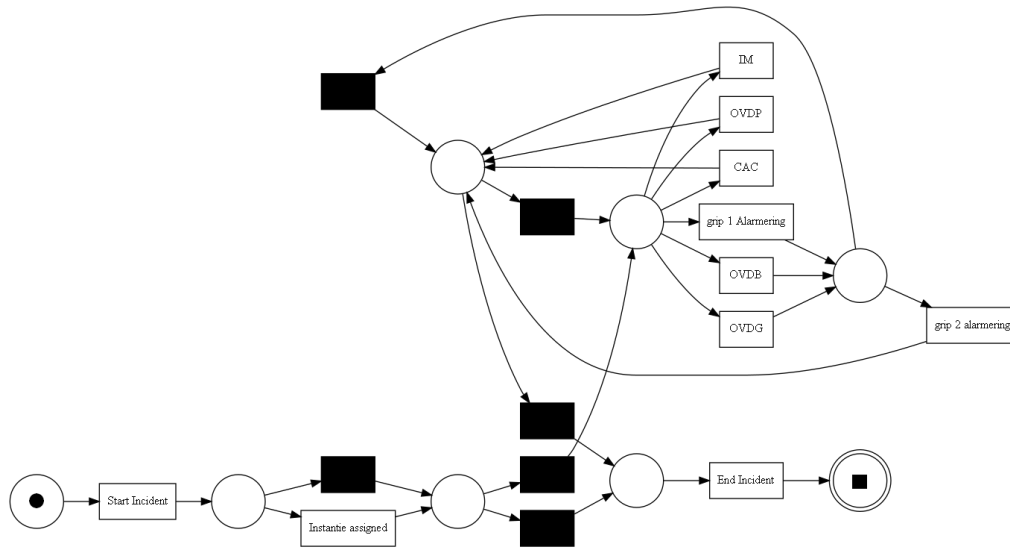 IM
OVDP
CAC
grip 1 Alarmering
OVDB
OVDG
grip 2 alarmering
Start Incident
Instantie assigned
End Incident